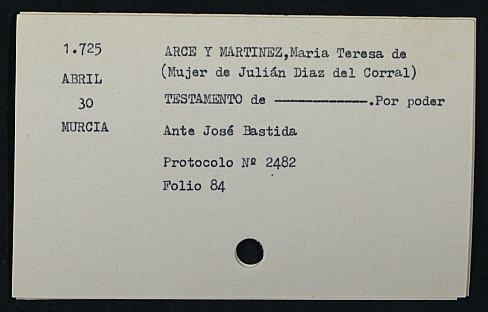 1.725 ARCE Y MARTINEZ,Maria Teresa de
ABRIL (Mujer de Julián Diaz del Corral)
30 TESTAMENTO de --------------.Por poder
MURCIA Ante José Bastida
Protocolo Nº 2482
Folio 84